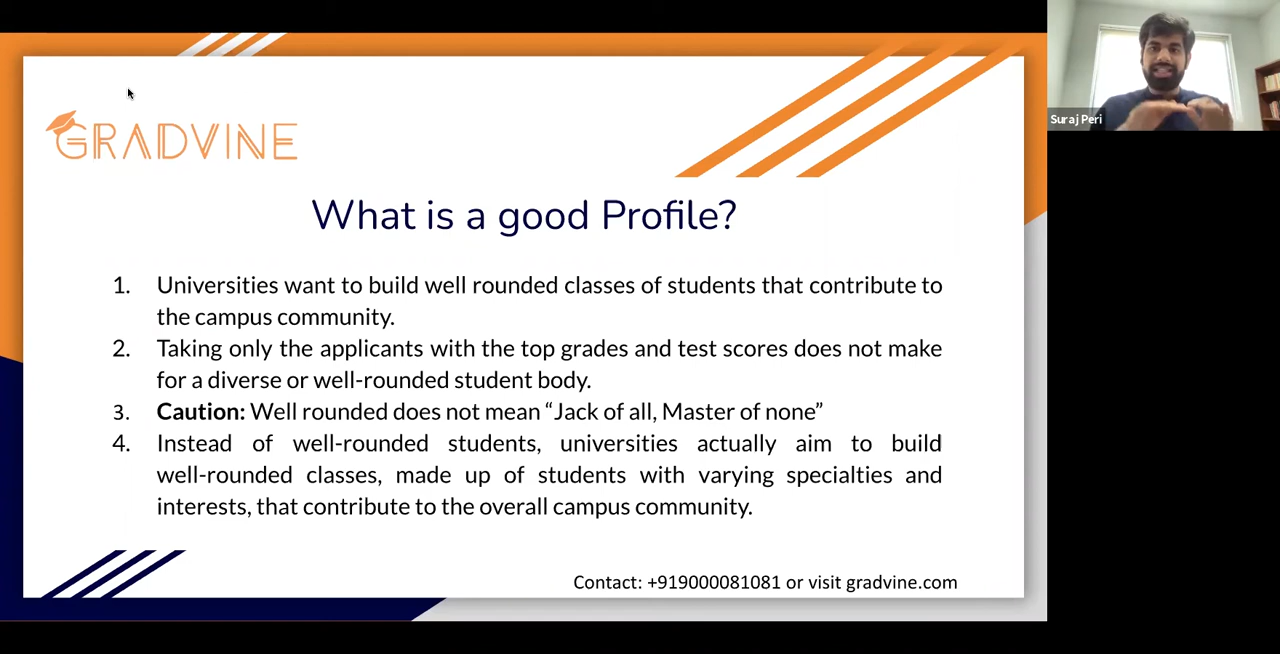 GRADVINE
Suraj Peri
What is a good Profile?
1. Universities want to build well rounded classes of students that contribute to
the campus community.
2. Taking only the applicants with the top grades and test scores does not make
for a diverse or well-rounded student body.
3. Caution: Well rounded does not mean “Jack of all, Master of none”
4. Instead of well-rounded students, universities actually aim to build
well-rounded classes, made up of students with varying specialties and
interests, that contribute to the overall campus community.
Contact: +919000081081 or visit gradvine.com